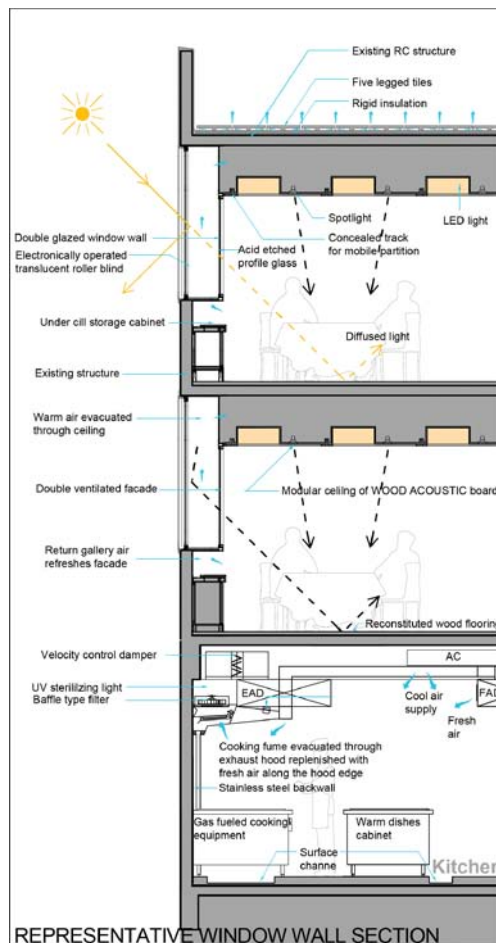 Existing RC structure
Five legged tiles
Rigid insulation
Spotlight
LED light
Double glazed window wall
Acid etched
profile glass
Concealed track
for mobile partition
Electronically operated
translucent roller blind
Under cill storage cabinet
Diffused light
Existing structure
Warm air evacuated
through ceiling
Double ventilated facade
Modular ceiling of WOOD ACOUSTIC board
Return gallery air
refreshes facade
Reconstituted wood flooring
Velocity control damper
AC
UV sterilizing light
EAD
Cool air
supply
FAD
Baffle type filter
Fresh
air
Cooking fume evacuated through
exhaust hood replenished with
fresh air along the hood edge
Stainless steel backwall
Gas fueled cooking
equipment
Warm dishes
cabinet
Surface
channe
Kitchen
REPRESENTATIVE WINDOW WALL SECTION